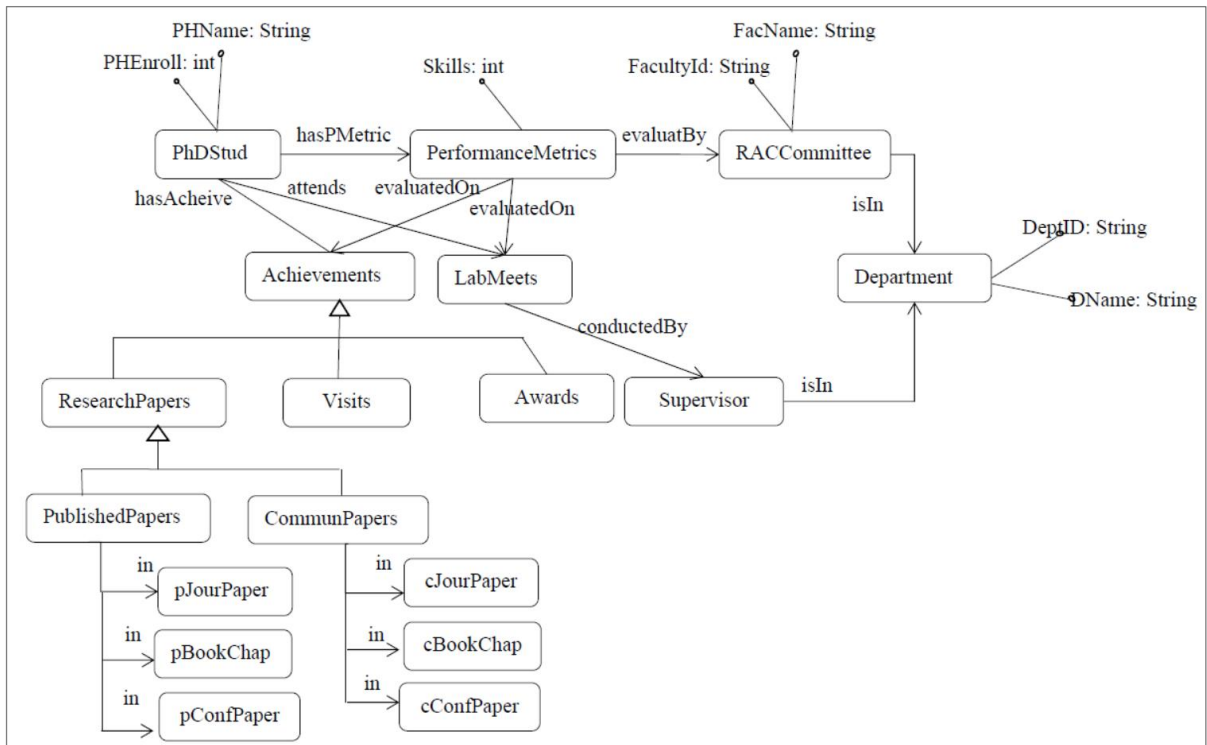 PHName: String
FacName: String
PHEnroll: int
Skills: int
FacultyId: String
hasPMetric
evaluatBy
PhDStud
PerformanceMetrics
RACCommittee
hasAcheive
attends
evaluatedOn
evaluatedOn
isIn
DeptID: String
Achievements
LabMeets
Department
DName: String
conductedBy
ResearchPapers
Visits
Awards
Supervisor
isIn
PublishedPapers
CommunPapers
in
pJourPaper
in
cJourPaper
in
pBookChap
in
cBookChap
in
pConfPaper
in
cConfPaper